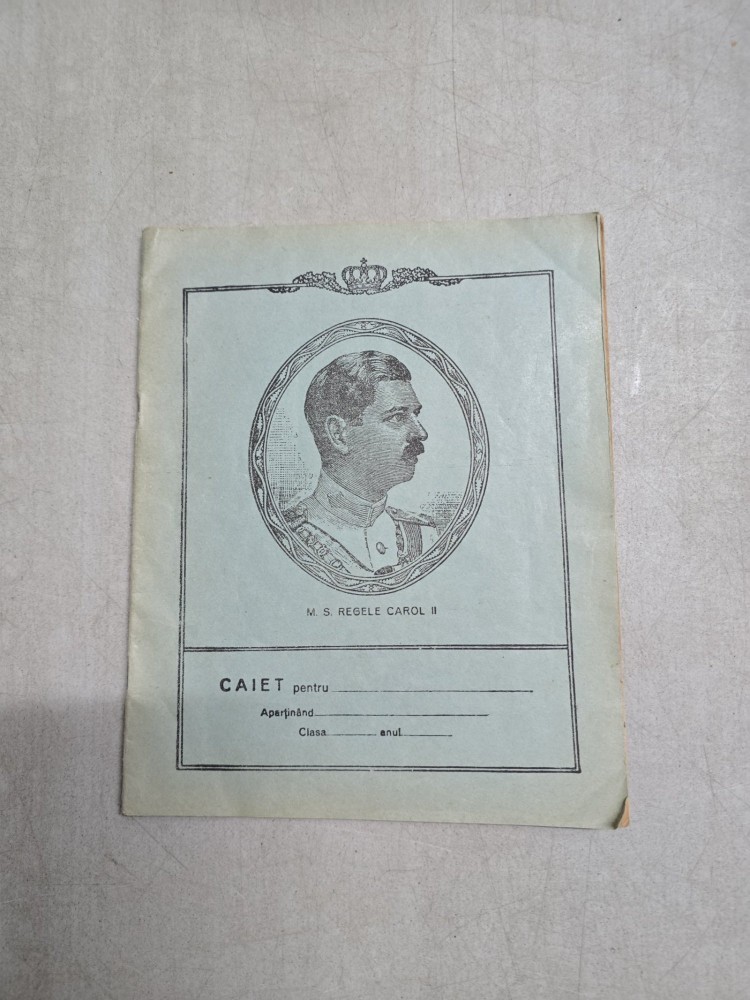 M. S. REGELE CAROL II
CAIET pentru
Aparținând
Clasa anul